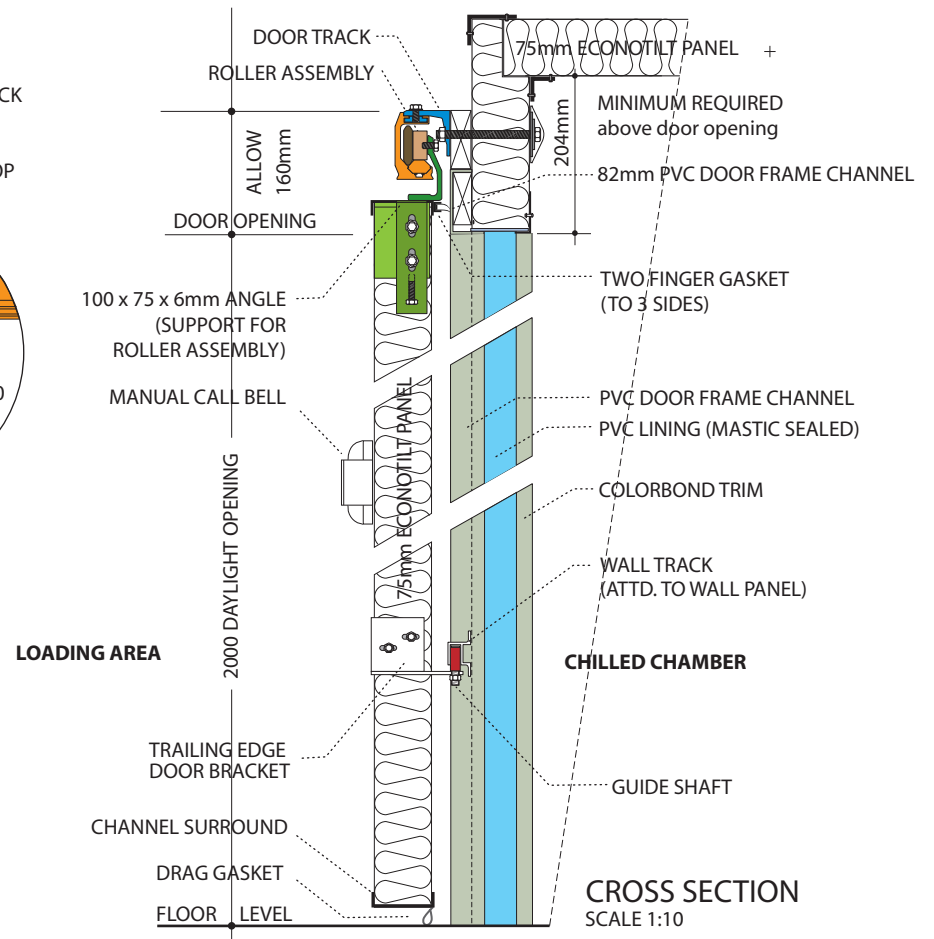 DOOR TRACK
ROLLER ASSEMBLY
75mm ECONOTILT PANEL
CK
OP
ALLOW
160mm
204mm
MINIMUM REQUIRED
above door opening
82mm PVC DOOR FRAME CHANNEL
DOOR OPENING
TWO FINGER GASKET
(TO 3 SIDES)
100 x 75 x 6mm ANGLE
(SUPPORT FOR
ROLLER ASSEMBLY)
0
MANUAL CALL BELL
75mm ECONOTILT PANEL
PVC DOOR FRAME CHANNEL
PVC LINING (MASTIC SEALED)
2000 DAYLIGHT OPENING
COLORBOND TRIM
WALL TRACK
(ATTD. TO WALL PANEL)
LOADING AREA
CHILLED CHAMBER
TRAILING EDGE
DOOR BRACKET
GUIDE SHAFT
CHANNEL SURROUND
DRAG GASKET
FLOOR LEVEL
CROSS SECTION
SCALE 1:10